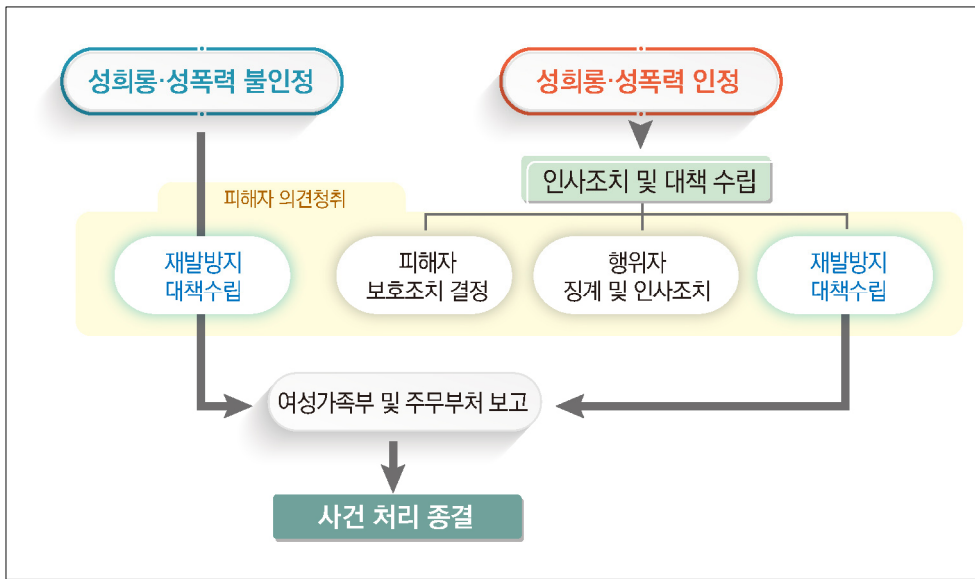 성희롱·성폭력 불인정
성희롱·성폭력 인정
인사조치 및 대책 수립
피해자 의견청취
재발방지
대책수립
피해자
보호조치 결정
행위자
징계 및 인사조치
재발방지
대책수립
여성가족부 및 주무부처 보고
사건 처리 종결